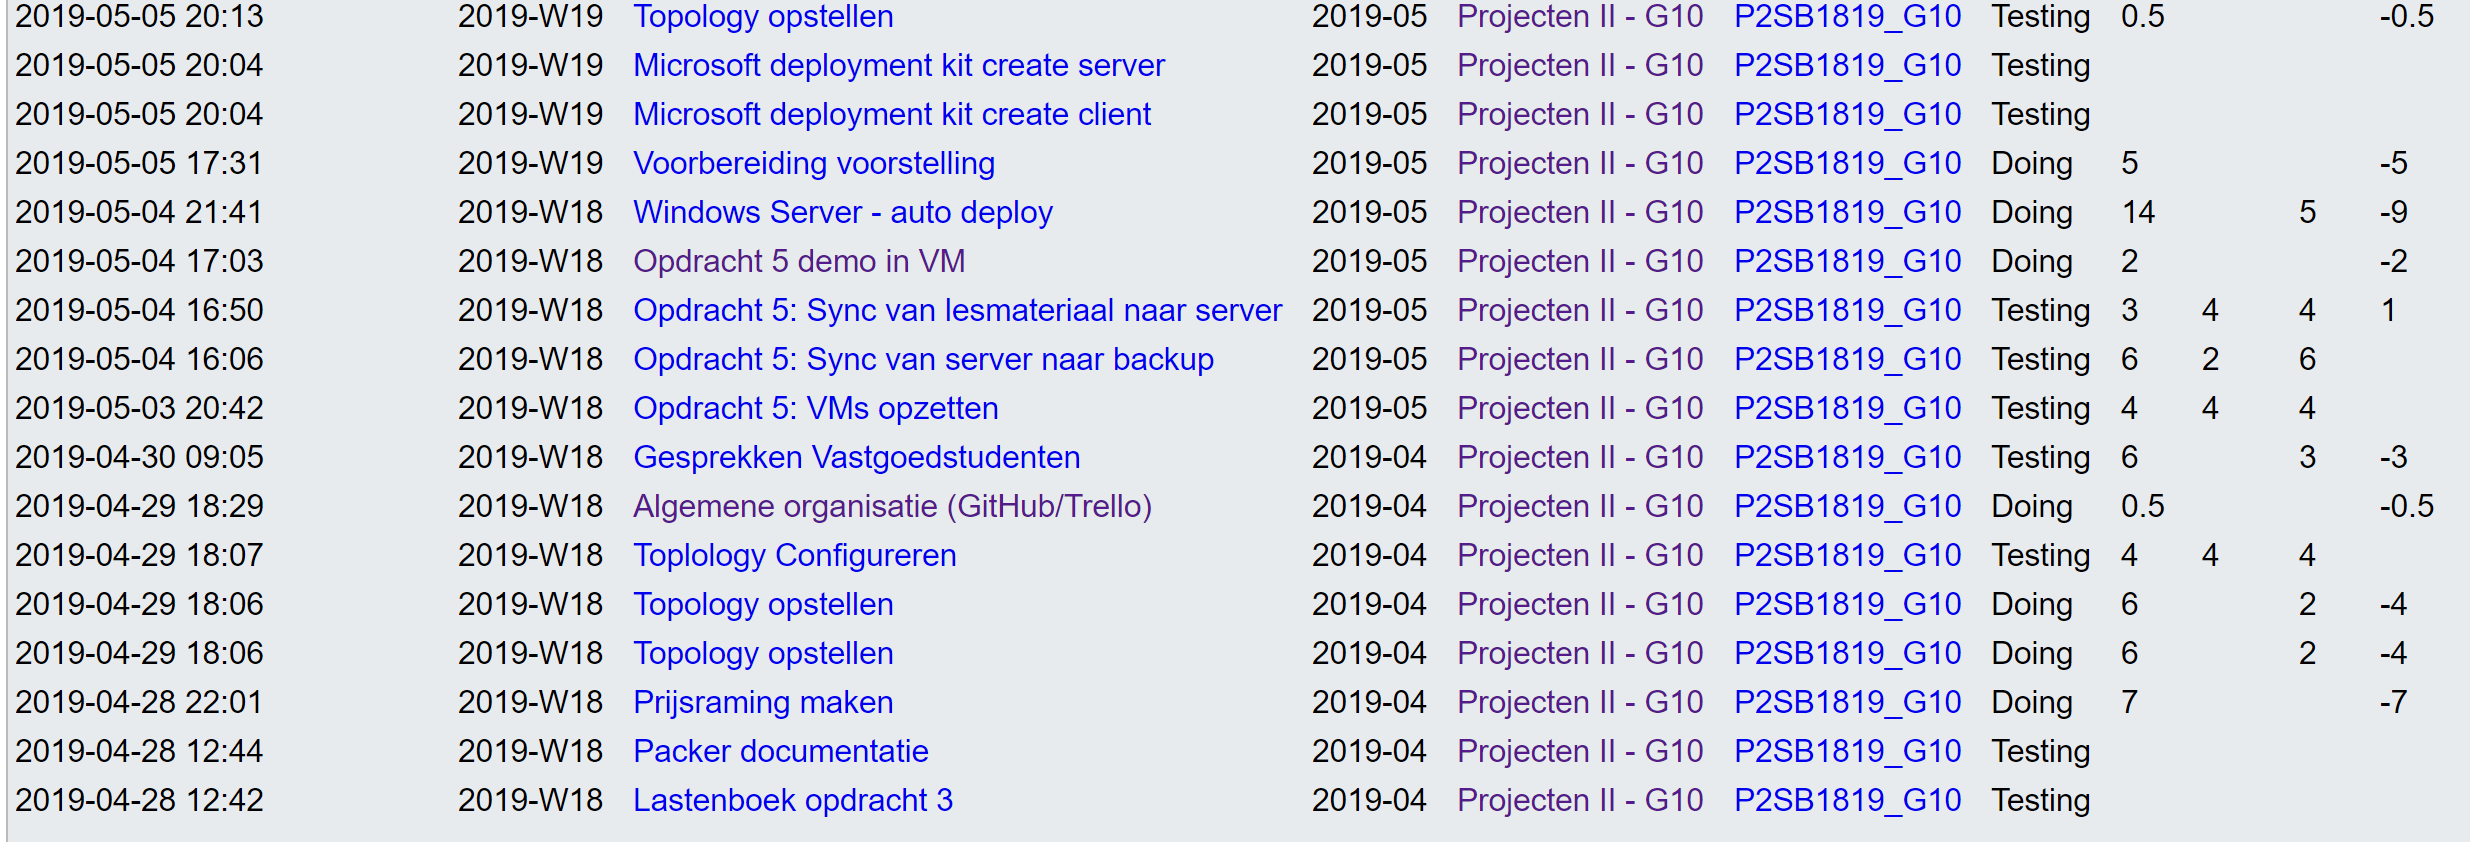 2019-05-05 20:13 2019-W19 Topology opstellen 2019-05 Projecten II - G10 P2SB1819_G10 Testing 0.5 -0.5
2019-05-05 20:04 2019-W19 Microsoft deployment kit create server 2019-05 Projecten II - G10 P2SB1819_G10 Testing
2019-05-05 20:04 2019-W19 Microsoft deployment kit create client 2019-05 Projecten II - G10 P2SB1819_G10 Testing
2019-05-05 17:31 2019-W19 Voorbereiding voorstelling 2019-05 Projecten II - G10 P2SB1819_G10 Doing 5 -5
2019-05-04 21:41 2019-W18 Windows Server - auto deploy 2019-05 Projecten II - G10 P2SB1819_G10 Doing 14 5 -9
2019-05-04 17:03 2019-W18 Opdracht 5 demo in VM 2019-05 Projecten II - G10 P2SB1819_G10 Doing 2 -2
2019-05-04 16:50 2019-W18 Opdracht 5: Sync van lesmateriaal naar server 2019-05 Projecten II - G10 P2SB1819_G10 Testing 3 4 4 1
2019-05-04 16:06 2019-W18 Opdracht 5: Sync van server naar backup 2019-05 Projecten II - G10 P2SB1819_G10 Testing 6 2 6
2019-05-03 20:42 2019-W18 Opdracht 5: VMs opzetten 2019-05 Projecten II - G10 P2SB1819_G10 Testing 4 4 4
2019-04-30 09:05 2019-W18 Gesprekken Vastgoedstudenten 2019-04 Projecten II - G10 P2SB1819_G10 Testing 6 3 -3
2019-04-29 18:29 2019-W18 Algemene organisatie (GitHub/Trello) 2019-04 Projecten II - G10 P2SB1819_G10 Doing 0.5 -0.5
2019-04-29 18:07 2019-W18 Toplology Configureren 2019-04 Projecten II - G10 P2SB1819_G10 Testing 4 4 4
2019-04-29 18:06 2019-W18 Topology opstellen 2019-04 Projecten II - G10 P2SB1819_G10 Doing 6 2 -4
2019-04-29 18:06 2019-W18 Topology opstellen 2019-04 Projecten II - G10 P2SB1819_G10 Doing 6 2 -4
2019-04-28 22:01 2019-W18 Prijsraming maken 2019-04 Projecten II - G10 P2SB1819_G10 Doing 7 -7
2019-04-28 12:44 2019-W18 Packer documentatie 2019-04 Projecten II - G10 P2SB1819_G10 Testing
2019-04-28 12:42 2019-W18 Lastenboek opdracht 3 2019-04 Projecten II - G10 P2SB1819_G10 Testing